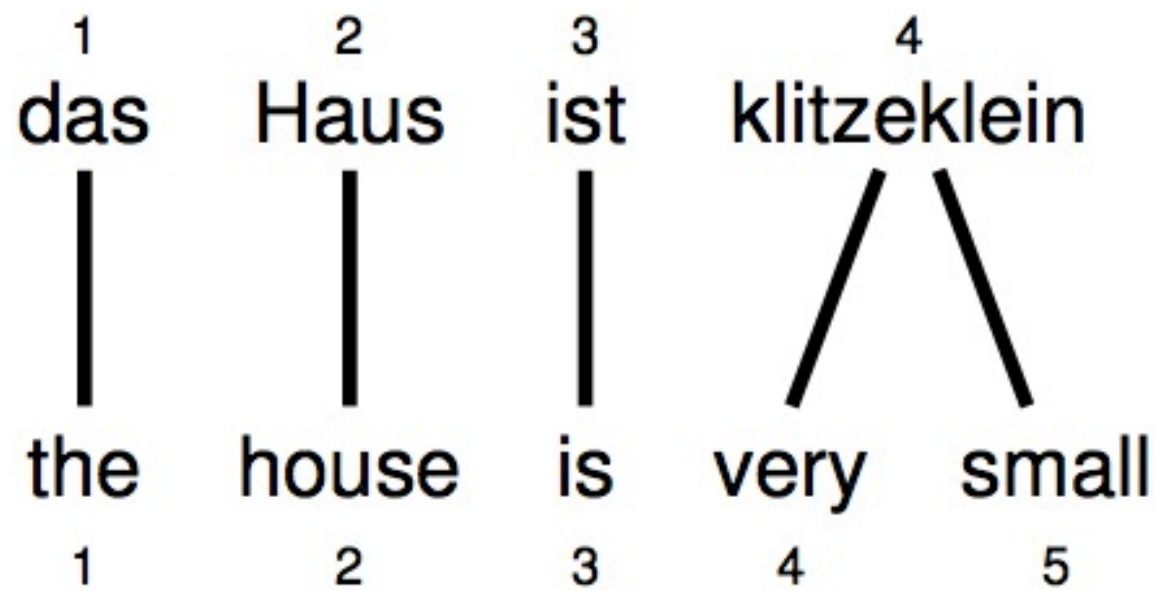 1 2 3 4
das Haus ist klitzeklein
the house is very small
1 2 3 4 5